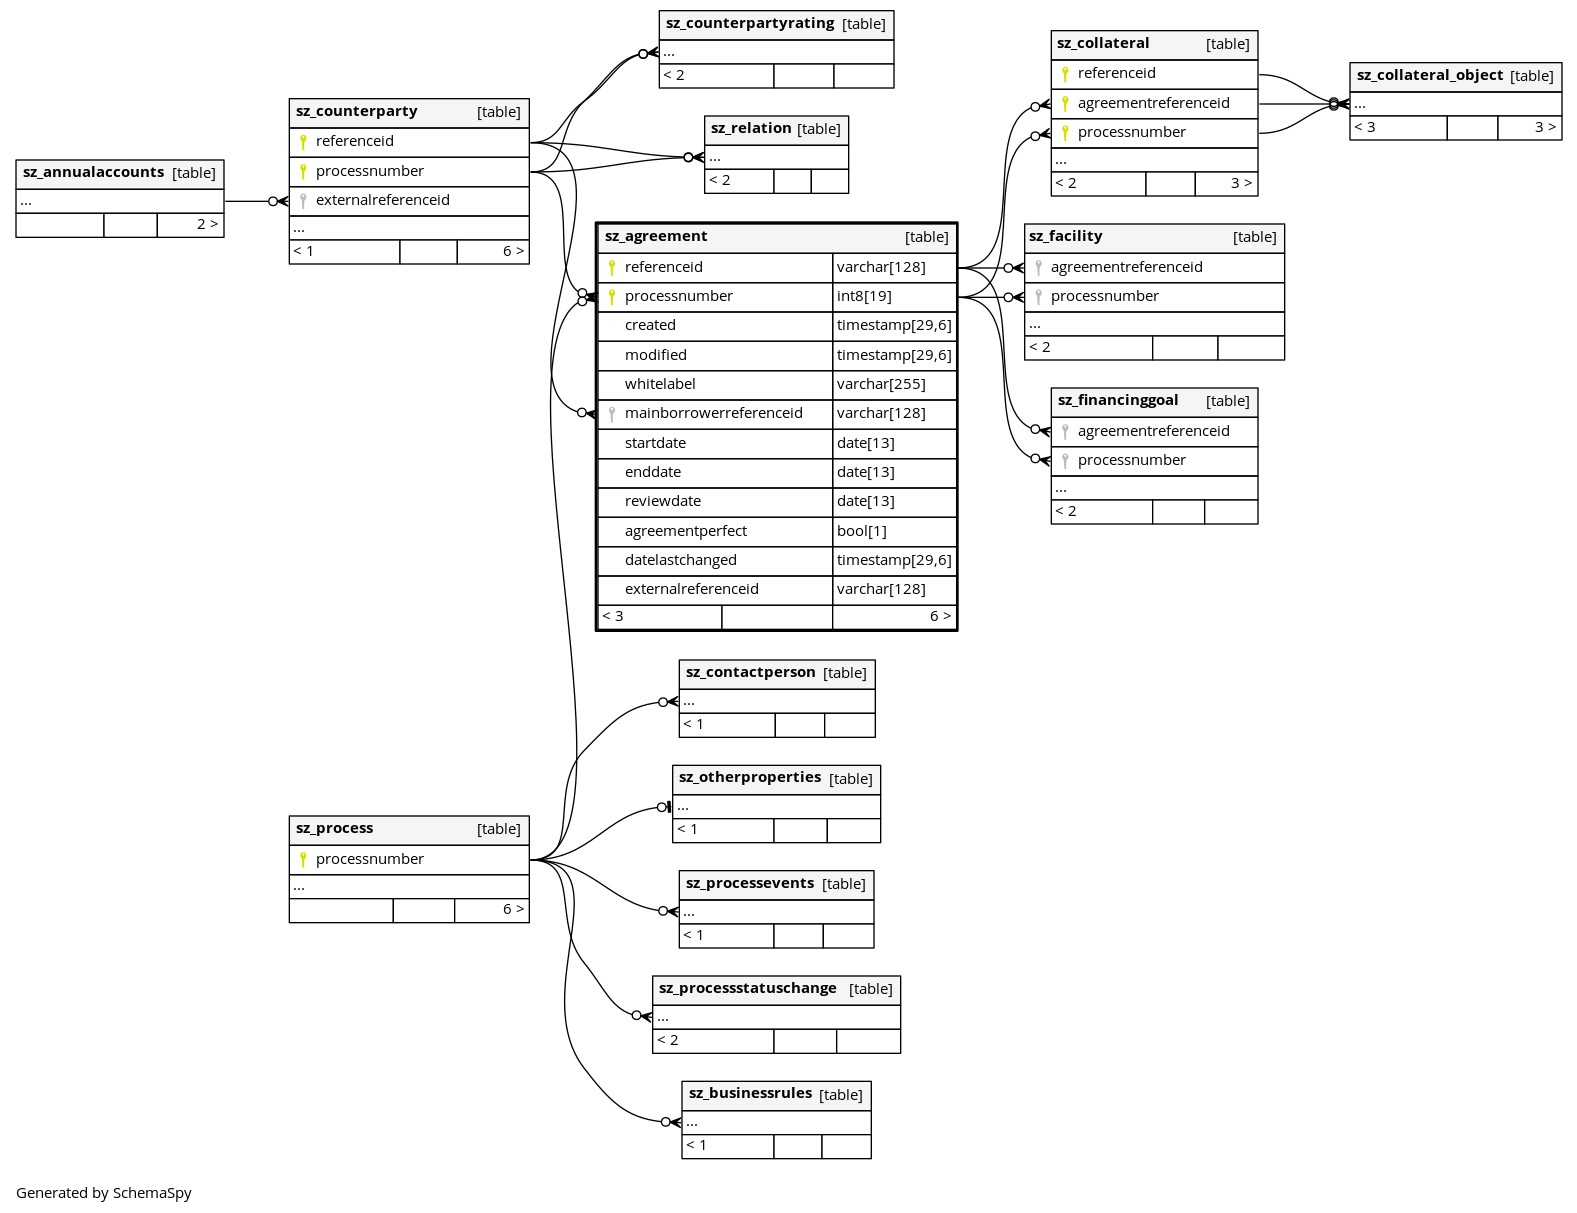 sz_counterpartyrating [table]
...
< 2
sz_collateral [table]
referenceid
agreementreferenceid
processnumber
...
< 2 3 >
sz_collateral_object [table]
...
< 3 3 >
sz_counterparty [table]
referenceid
processnumber
externalreferenceid
...
< 1 6 >
sz_relation [table]
...
< 2
sz_annualaccounts [table]
...
2 >
sz_agreement [table]
referenceid varchar[128]
processnumber int8[19]
created timestamp[29,6]
modified timestamp[29,6]
whitelabel varchar[255]
mainborrowerreferenceid varchar[128]
startdate date[13]
enddate date[13]
reviewdate date[13]
agreementperfect bool[1]
datelastchanged timestamp[29,6]
externalreferenceid varchar[128]
< 3 6 >
sz_facility [table]
agreementreferenceid
processnumber
...
< 2
sz_financinggoal [table]
agreementreferenceid
processnumber
...
< 2
sz_contactperson [table]
...
< 1
sz_otherproperties [table]
...
< 1
sz_process [table]
processnumber
...
6 >
sz_processevents [table]
...
< 1
sz_processstatuschange [table]
...
< 2
sz_businessrules [table]
...
< 1
Generated by SchemaSpy